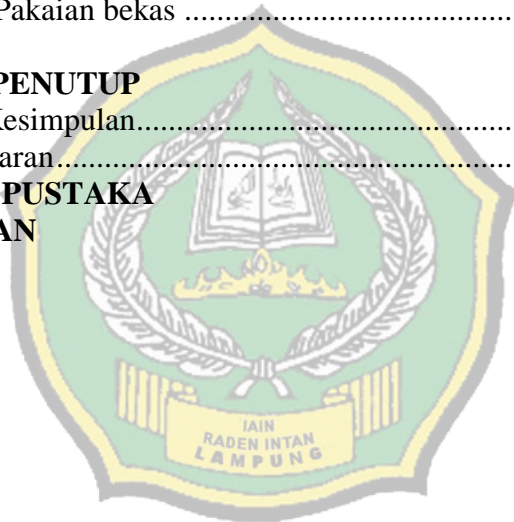 Pakaian bekas ..................................................
PENUTUP
Kesimpulan..........................................................
aran......................................................................
PUSTAKA
AN
IAIN
RADEN INTAN
LAMPUNG